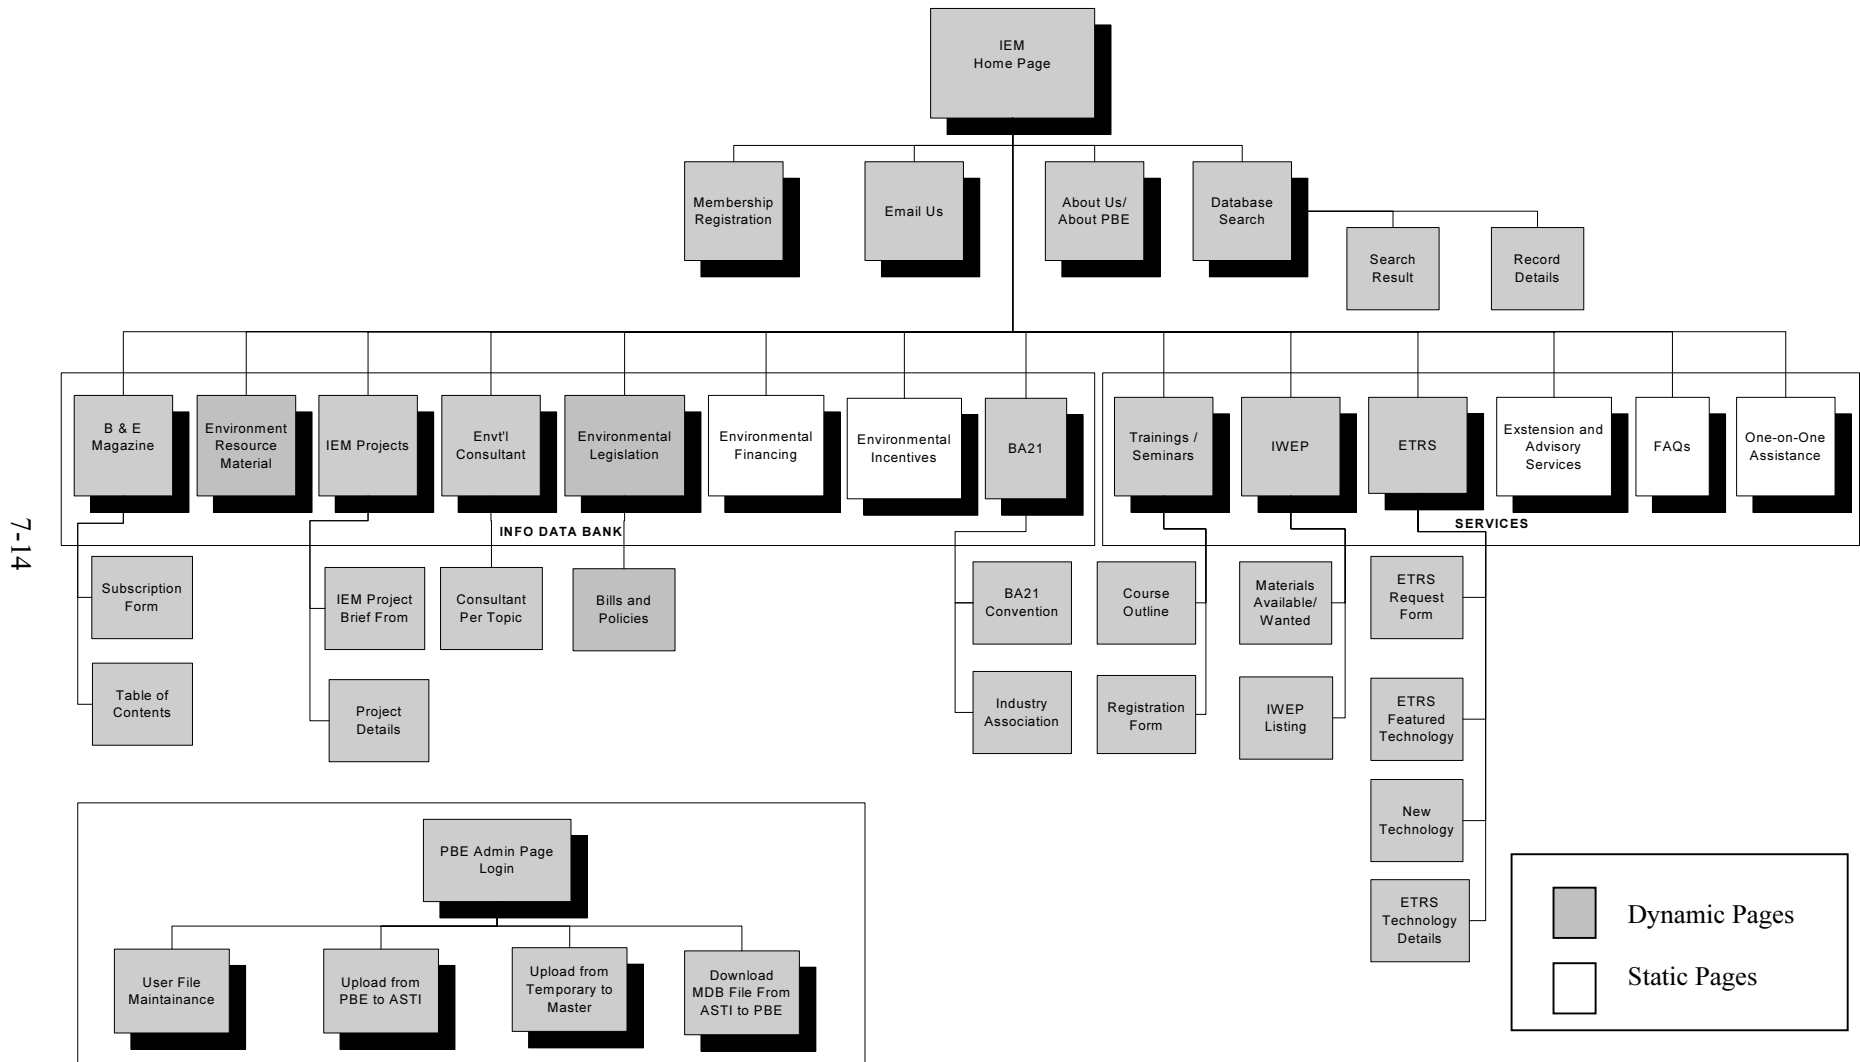 IEM
Home Page
Membership
Registration
Email Us
About Us/
About PBE
Database
Search
Search
Result
Record
Details
B & E
Magazine
Environment
Resource
Material
IEM Projects
Envt'l
Consultant
Environmental
Legislation
Environmental
Financing
Environmental
Incentives
BA21
Trainings /
Seminars
IWEP
ETRS
Exstension and
Advisory
Services
FAQs
One-on-One
Assistance
INFO DATA BANK
SERVICES
7-14
Subscription
Form
Table of
Contents
IEM Project
Brief From
Project
Details
Consultant
Per Topic
Bills and
Policies
BA21
Convention
Industry
Association
Course
Outline
Registration
Form
Materials
Available/
Wanted
IWEP
Listing
ETRS
Request
Form
ETRS
Featured
Technology
New
Technology
ETRS
Technology
Details
PBE Admin Page
Login
User File
Maintainance
Upload from
PBE to ASTI
Upload from
Temporary to
Master
Download
MDB File From
ASTI to PBE
Dynamic Pages
Static Pages